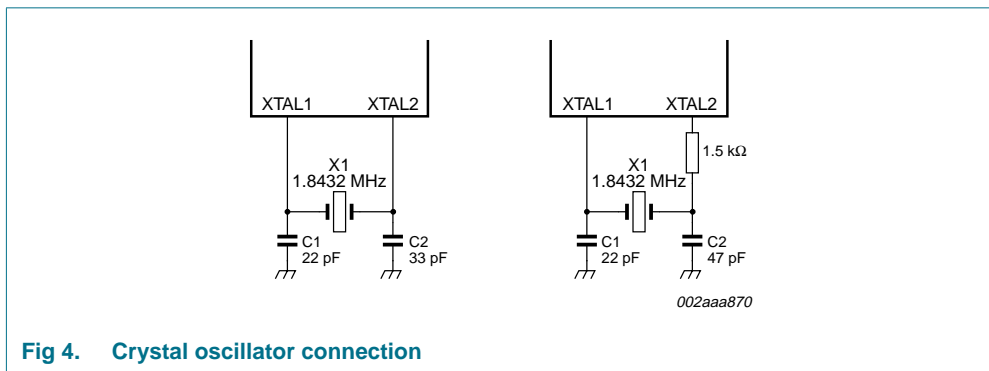 XTAL1 XTAL2
X1
1.8432 MHz
C1
22 pF
C2
33 pF
XTAL1 XTAL2
1.5 kΩ
X1
1.8432 MHz
C1
22 pF
C2
47 pF
002aaa870
Fig 4. Crystal oscillator connection